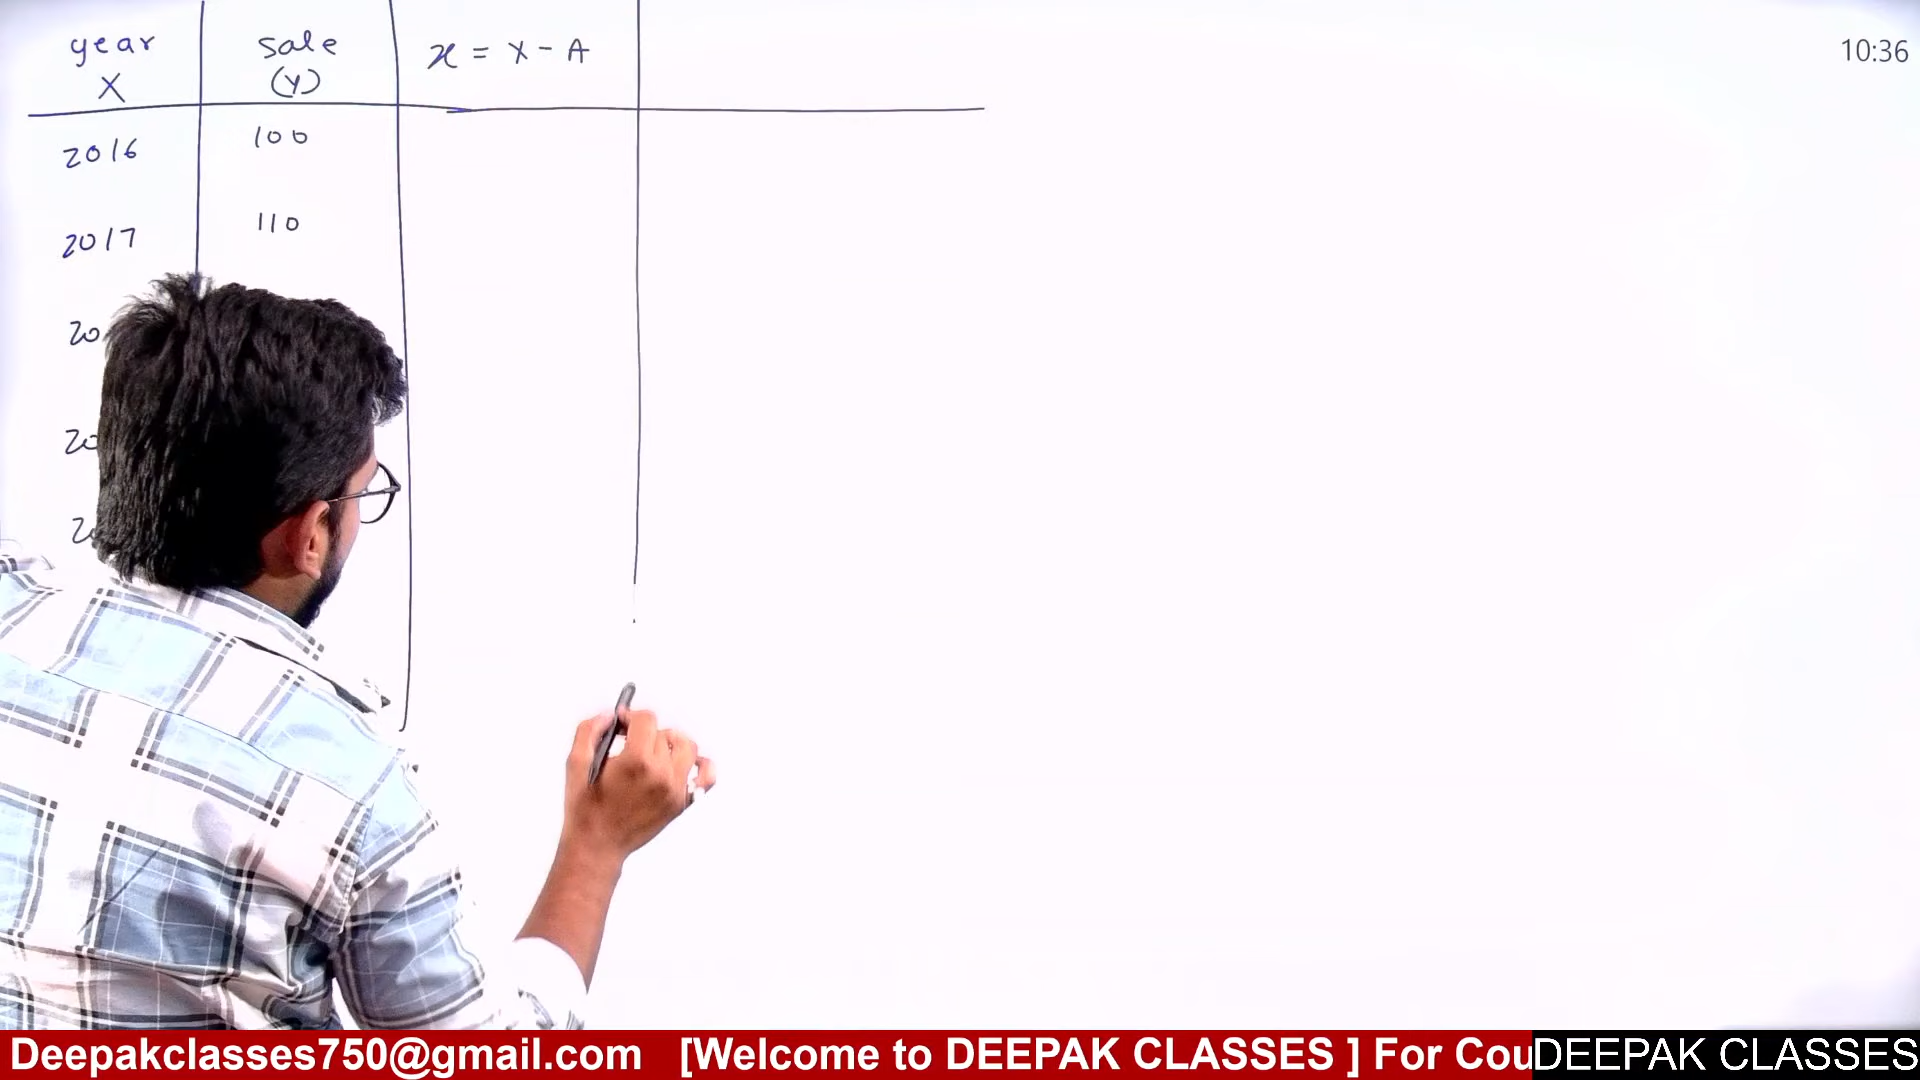 year sale x = X - A
X (Y)
2016 100
2017 110
20
20
10:36
Deepakclasses750@gmail.com [Welcome to DEEPAK CLASSES ] For Cou
DEEPAK CLASSES